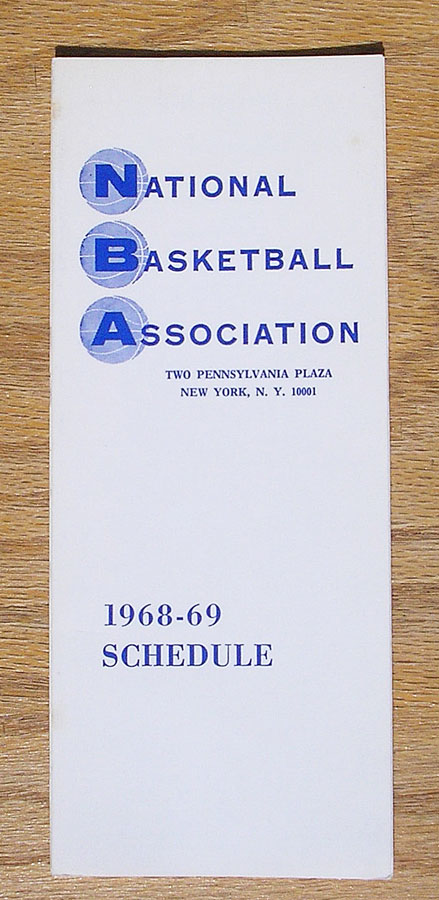 NATIONAL
BASKETBALL
ASSOCIATION
TWO PENNSYLVANIA PLAZA
NEW YORK, N. Y. 10001
1968-69
SCHEDULE